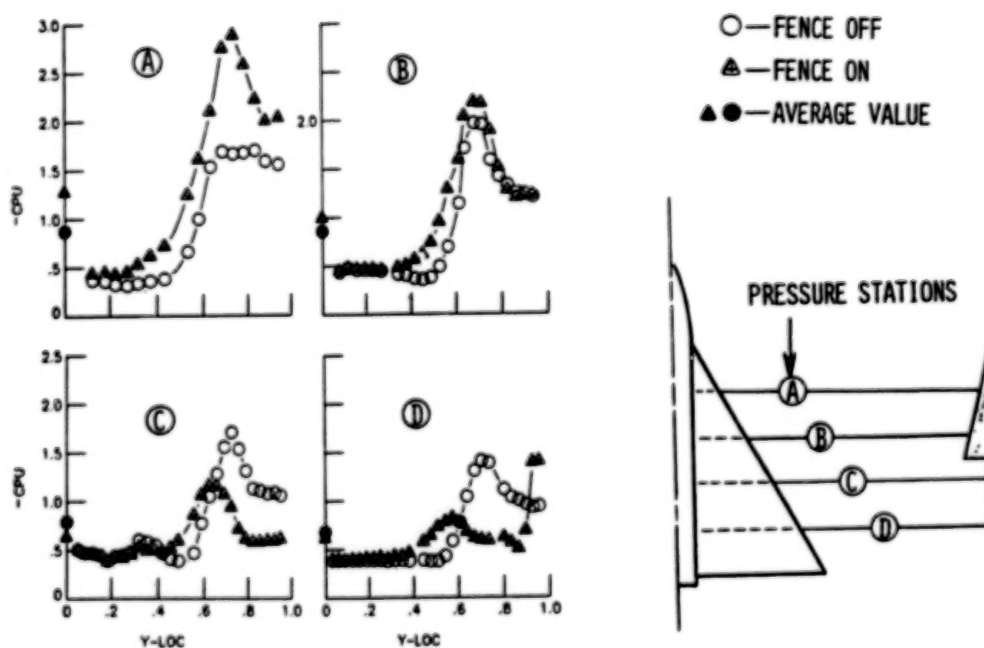 -CPU
3.0
2.5
2.0
1.5
1.0
.5
0
A
2.0
B
○—FENCE OFF
△—FENCE ON
▲ ●—AVERAGE VALUE
PRESSURE STATIONS
A
B
C
D
-CPU
2.5
2.0
1.5
1.0
.5
0
C
0 .2 .4 .6 .8 1.0
Y-LOC
D
0 .2 .4 .6 .8 1.0
Y-LOC